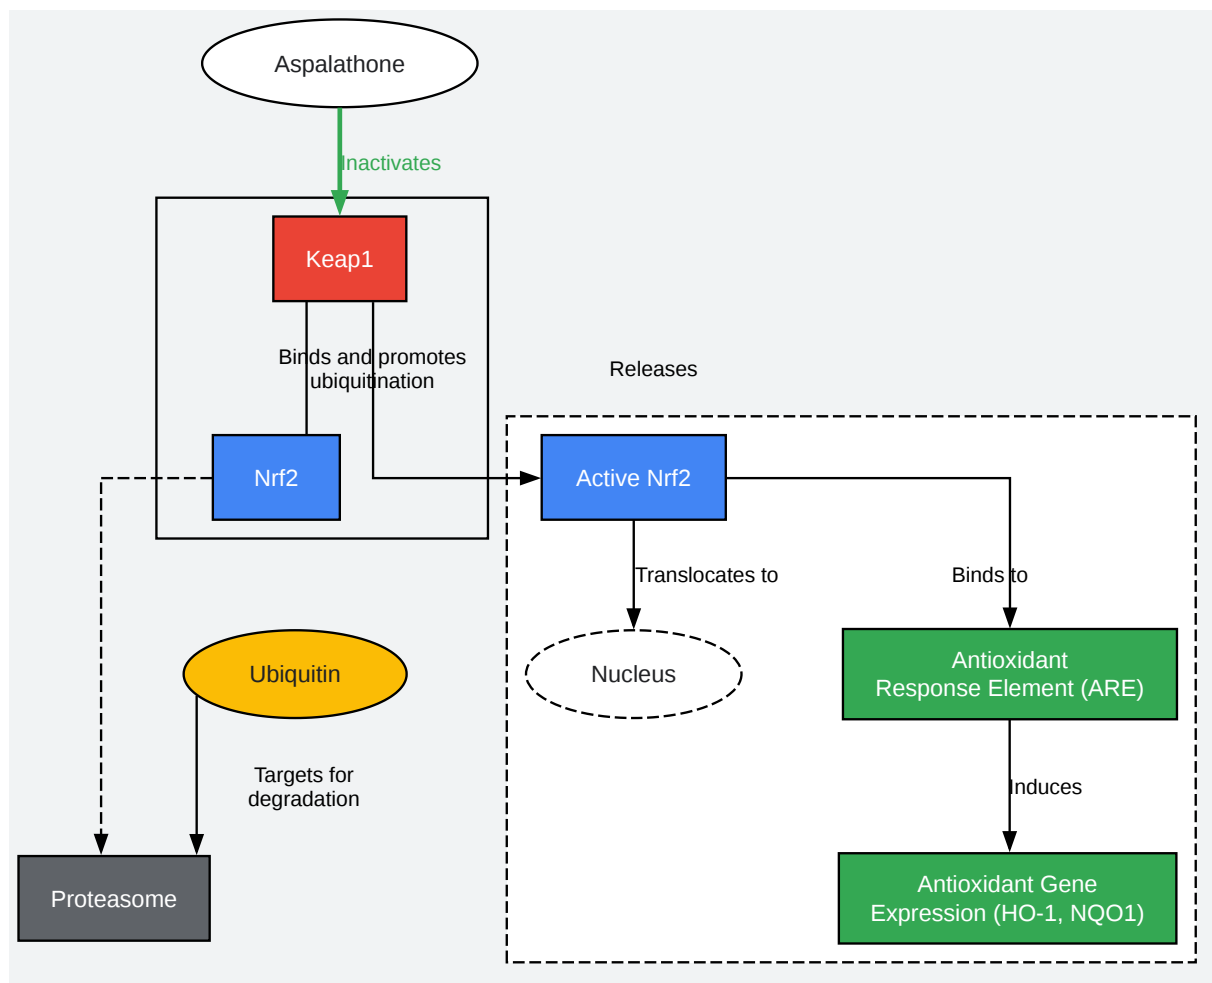 Aspalathone
Inactivates
Keap1
Binds and promotes
ubiquitination
Releases
Nrf2
Active Nrf2
Translocates to
Binds to
Ubiquitin
Nucleus
Antioxidant
Response Element (ARE)
Targets for
degradation
Induces
Proteasome
Antioxidant Gene
Expression (HO-1, NQO1)